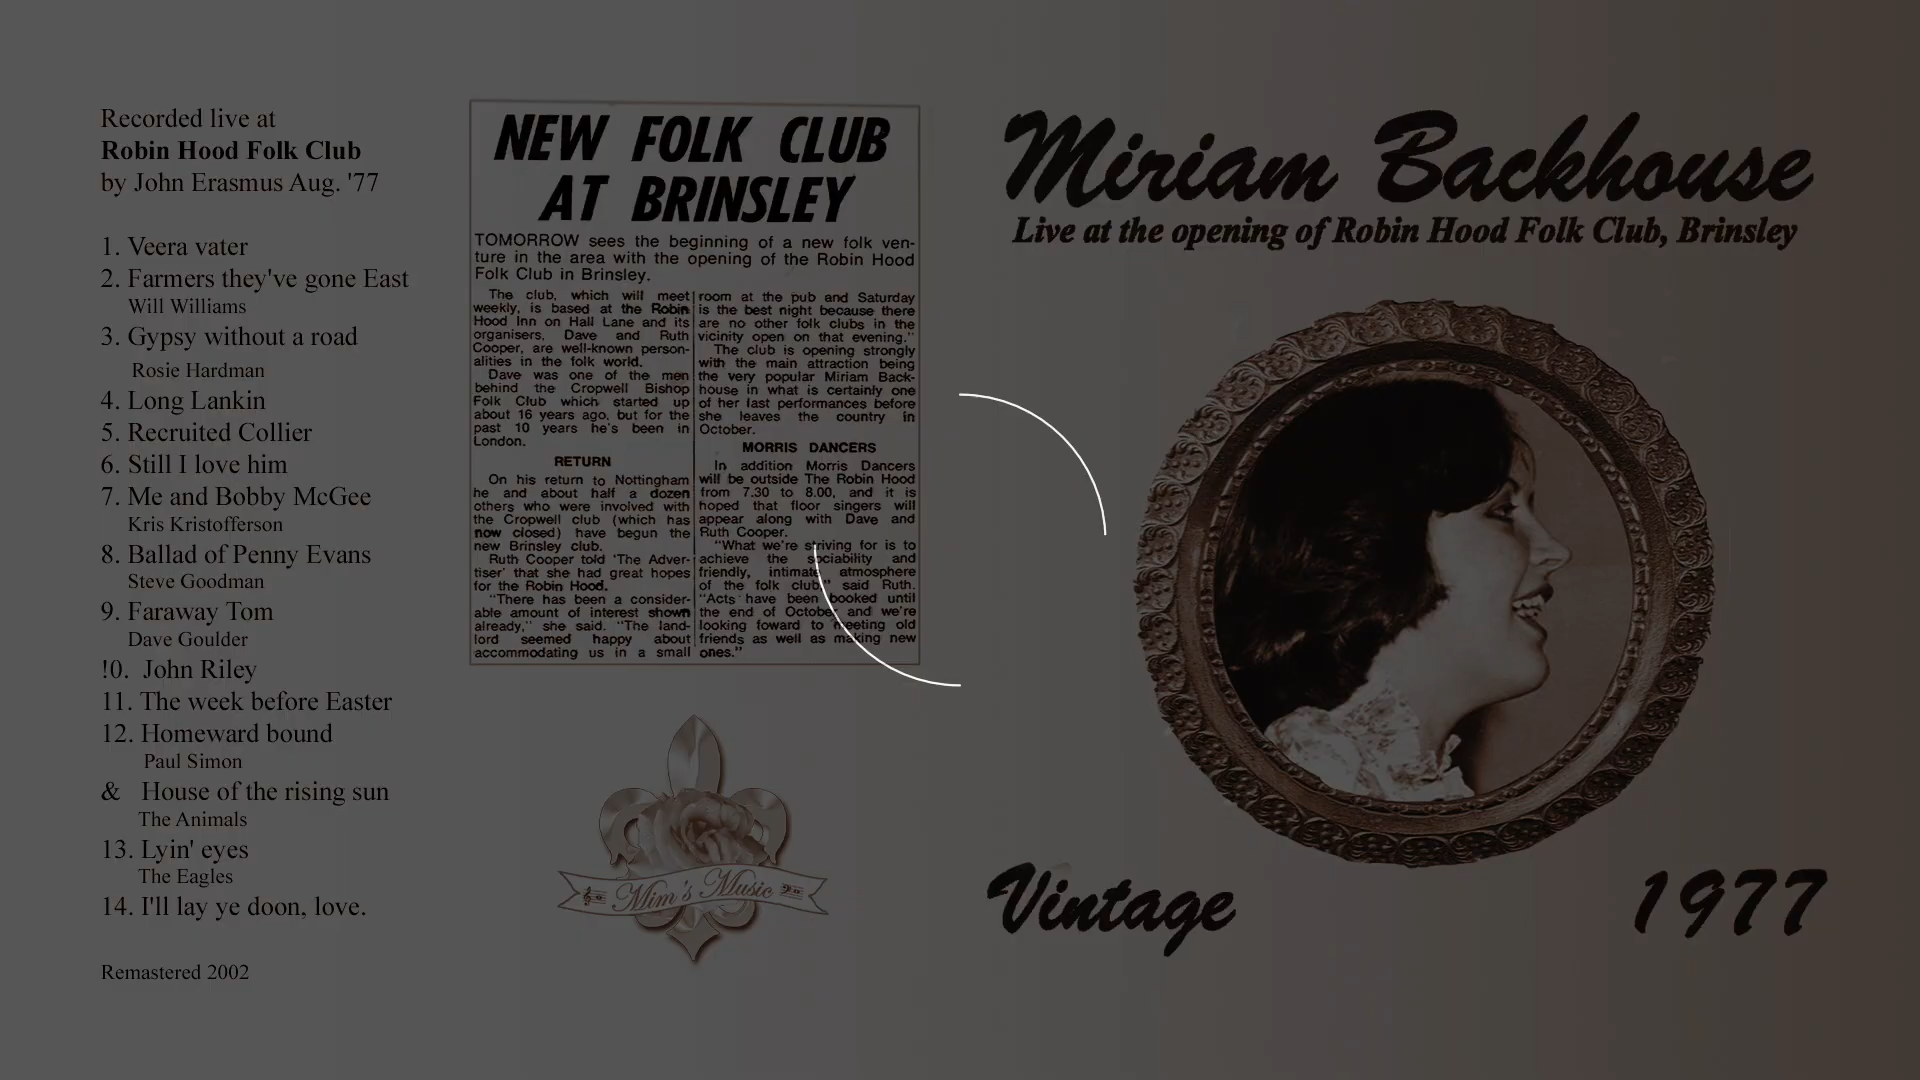 Recorded live at
Robin Hood Folk Club
by John Erasmus Aug. '77
1. Veera vater
2. Farmers they've gone East
Will Williams
3. Gypsy without a road
Rosie Hardman
4. Long Lankin
5. Recruited Collier
6. Still I love him
7. Me and Bobby McGee
Kris Kristofferson
8. Ballad of Penny Evans
Steve Goodman
9. Faraway Tom
Dave Goulder
!0. John Riley
11. The week before Easter
12. Homeward bound
Paul Simon
& House of the rising sun
The Animals
13. Lyin' eyes
The Eagles
14. I'll lay ye doon, love.
Remastered 2002
NEW FOLK CLUB
AT BRINSLEY
TOMORROW sees the beginning of a new folk ven-
ture in the area with the opening of the Robin Hood
Folk Club in Brinsley.
The club, which will meet
weekly, is based at the Robin
Hood Inn on Hall Lane and its
organisers, Dave and Ruth
Cooper, are well-known person-
alities in the folk world.
Dave was one of the men
behind the Cropwell Bishop
Folk Club which started up
about 16 years ago, but for the
past 10 years he's been in
London.
RETURN
On his return to Nottingham
he and about half a dozen
others who were involved with
the Cropwell club (which has
now closed) have begun the
new Brinsley club.
Ruth Cooper told 'The Adver-
tiser' that she had great hopes
for the Robin Hood.
"There has been a consider-
able amount of interest shown
already," she said. "The land-
lord seemed happy about
accommodating us in a small
room at the pub and Saturday
is the best night because there
are no other folk clubs in the
vicinity open on that evening."
The club is opening strongly
with the main attraction being
the very popular Miriam Back-
house in what is certainly one
of her last performances before
she leaves the country in
October.
MORRIS DANCERS
In addition Morris Dancers
will be outside The Robin Hood
from 7.30 to 8.00, and it is
hoped that floor singers will
appear along with Dave and
Ruth Cooper.
"What we're striving for is to
achieve the sociability and
friendly, intimate atmosphere
of the folk club," said Ruth.
"Acts have been booked until
the end of October and we're
looking foward to meeting old
friends as well as making new
ones."
Mim's Music
Miriam Backhouse
Live at the opening of Robin Hood Folk Club, Brinsley
Vintage
1977